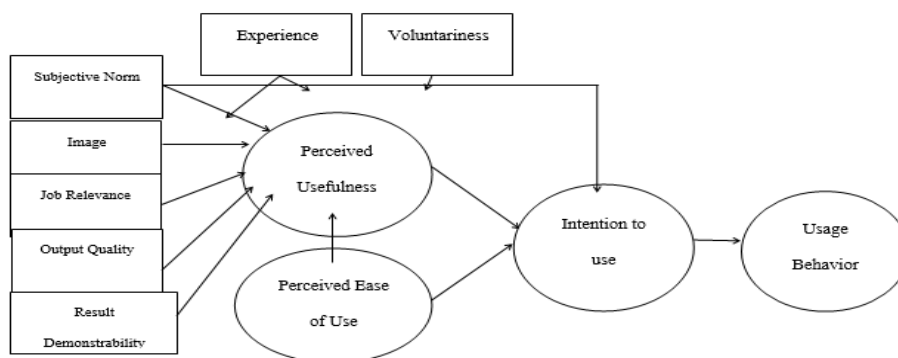 Experience
Voluntariness
Subjective Norm
Image
Job Relevance
Output Quality
Result
Demonstrability
Perceived
Usefulness
Perceived Ease
of Use
Intention to
use
Usage
Behavior